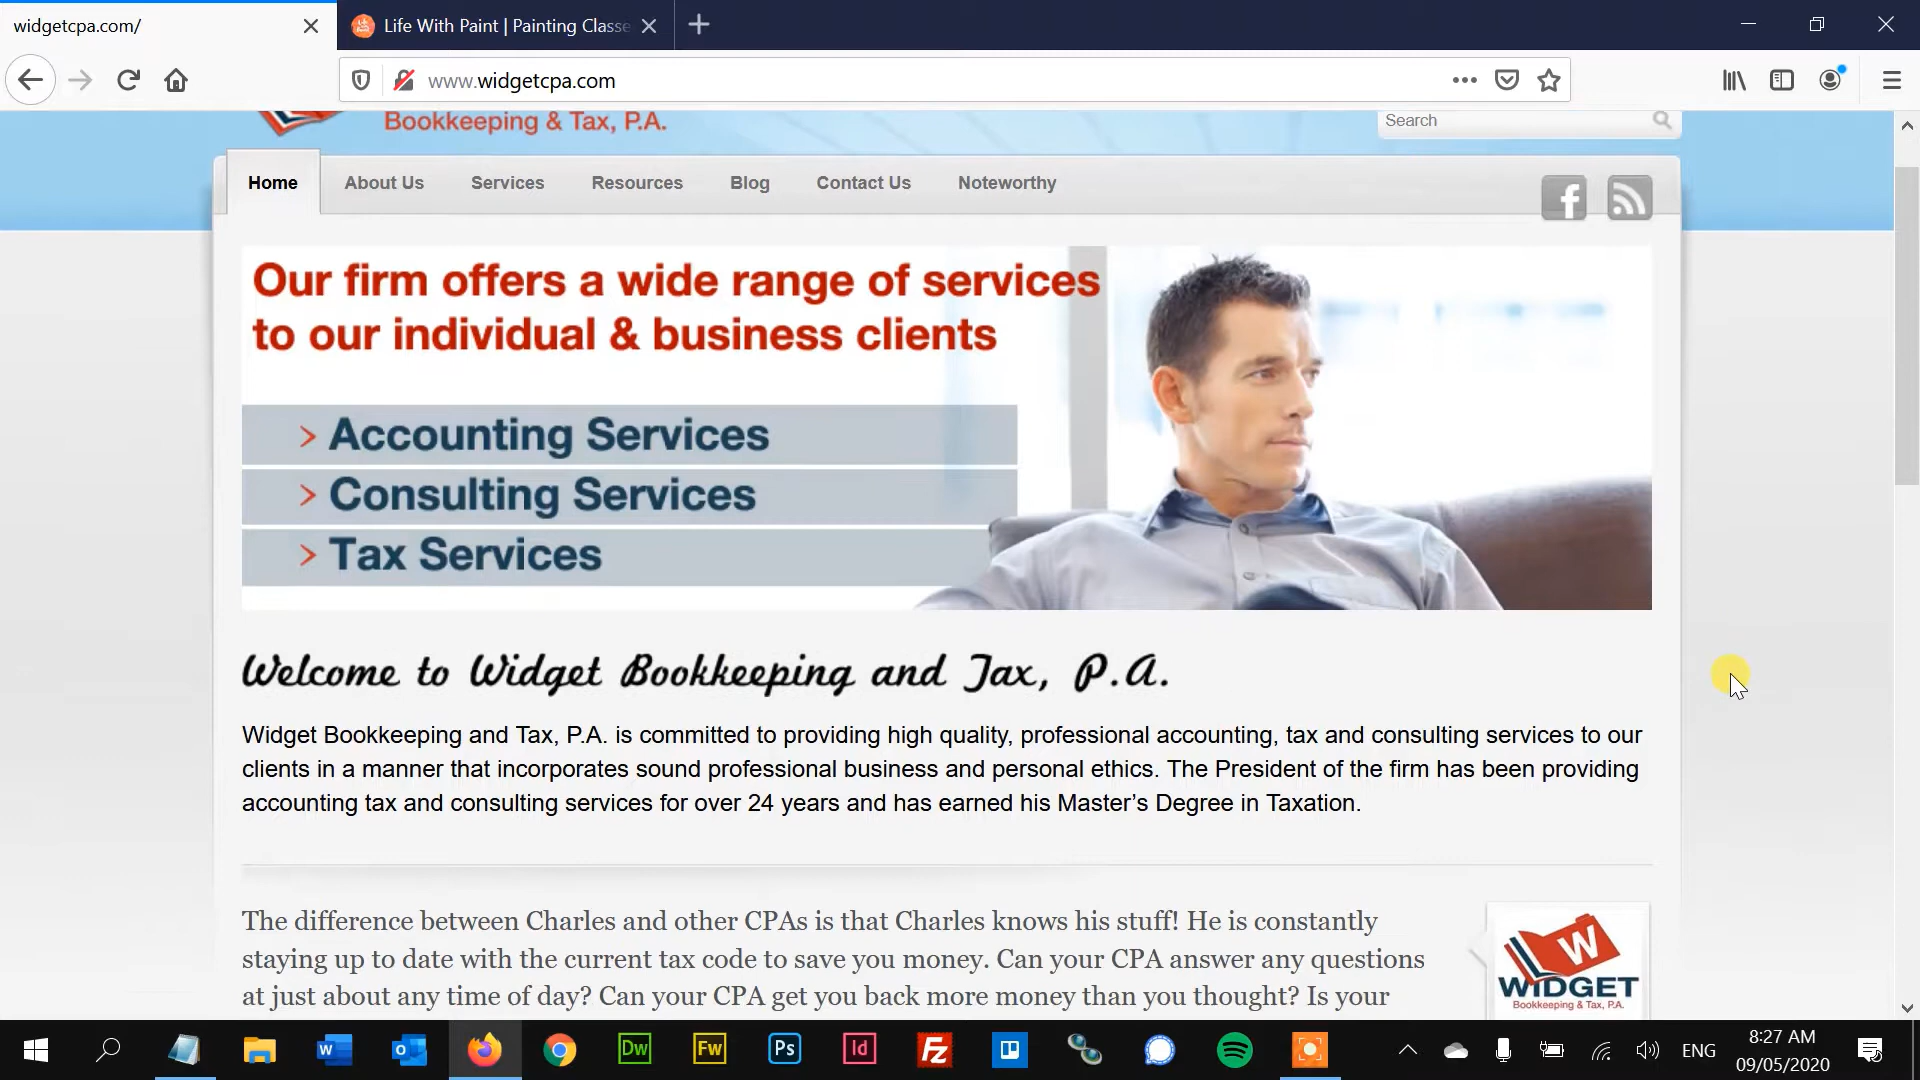 widgetcpa.com/
Life With Paint | Painting Classe
www.widgetcpa.com
Bookkeeping & Tax, P.A.
Search
Home
About Us
Services
Resources
Blog
Contact Us
Noteworthy
Our firm offers a wide range of services
to our individual & business clients
> Accounting Services
> Consulting Services
> Tax Services
Welcome to Widget Bookkeeping and Tax, P.A.
Widget Bookkeeping and Tax, P.A. is committed to providing high quality, professional accounting, tax and consulting services to our
clients in a manner that incorporates sound professional business and personal ethics. The President of the firm has been providing
accounting tax and consulting services for over 24 years and has earned his Master’s Degree in Taxation.
The difference between Charles and other CPAs is that Charles knows his stuff! He is constantly
staying up to date with the current tax code to save you money. Can your CPA answer any questions
at just about any time of day? Can your CPA get you back more money than you thought? Is your
W
WIDGET
Bookkeeping & Tax, P.A.
W
Dw
Fw
Ps
Id
Fz
ENG
8:27 AM
09/05/2020